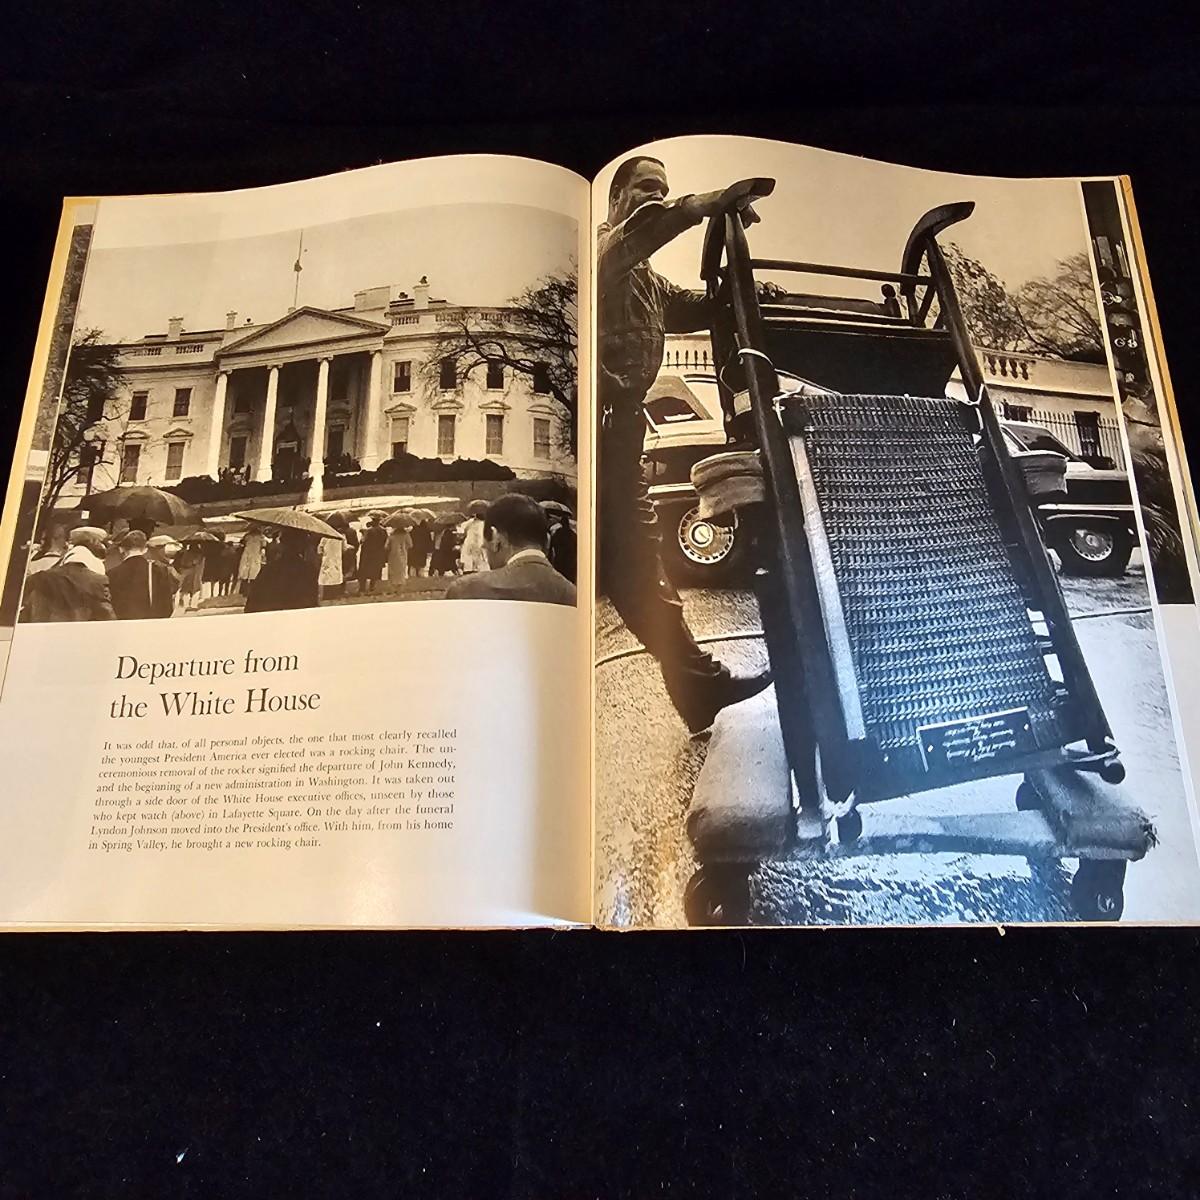 Departure from
the White House
It was odd that, of all personal objects, the one that most clearly recalled
the youngest President America ever elected was a rocking chair. The un-
ceremonious removal of the rocker signified the departure of John Kennedy,
and the beginning of a new administration in Washington. It was taken out
through a side door of the White House executive offices, unseen by those
who kept watch (above) in Lafayette Square. On the day after the funeral
Lyndon Johnson moved into the President's office. With him, from his home
in Spring Valley, he brought a new rocking chair.